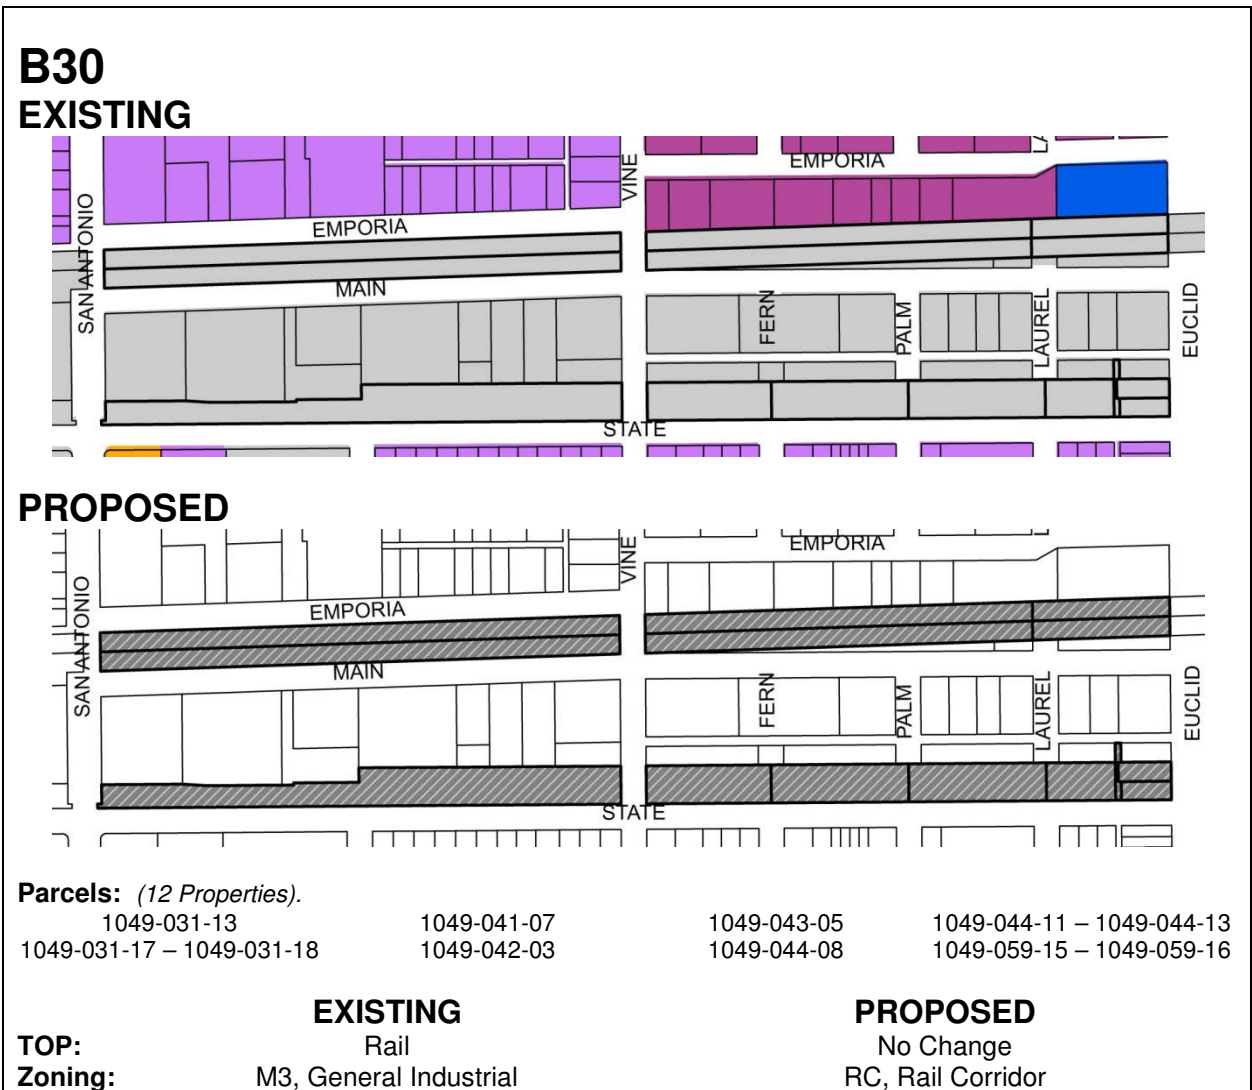 B30
EXISTING
EMPORIA
VINE
EMPORIA
SAN ANTONIO
MAIN
FERN
PALM
LAUREL
EUCLID
STATE
PROPOSED
EMPORIA
VINE
EMPORIA
SAN ANTONIO
MAIN
FERN
PALM
LAUREL
EUCLID
STATE
Parcels: (12 Properties).
1049-031-13 1049-041-07 1049-043-05 1049-044-11 – 1049-044-13
1049-031-17 – 1049-031-18 1049-042-03 1049-044-08 1049-059-15 – 1049-059-16
EXISTING PROPOSED
TOP: Rail No Change
Zoning: M3, General Industrial RC, Rail Corridor